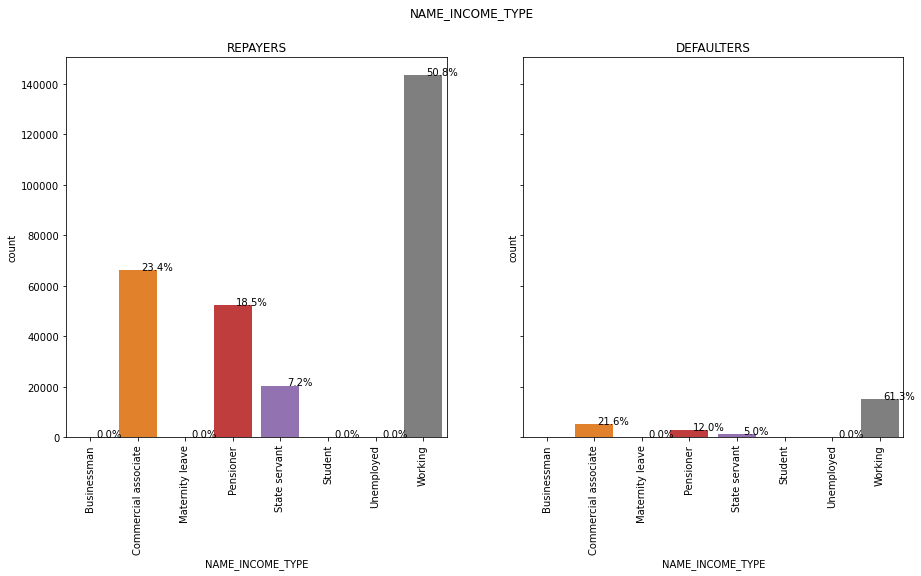 NAME_INCOME_TYPE
REPAYERS
140000
120000
100000
80000
60000
40000
20000
0
count
0.0%
23.4%
0.0%
18.5%
7.2%
0.0%
0.0%
50.8%
Businessman
Commercial associate
Maternity leave
Pensioner
State servant
Student
Unemployed
Working
NAME_INCOME_TYPE
DEFAULTERS
count
21.6%
0.0%
12.0%
5.0%
0.0%
61.3%
Businessman
Commercial associate
Maternity leave
Pensioner
State servant
Student
Unemployed
Working
NAME_INCOME_TYPE